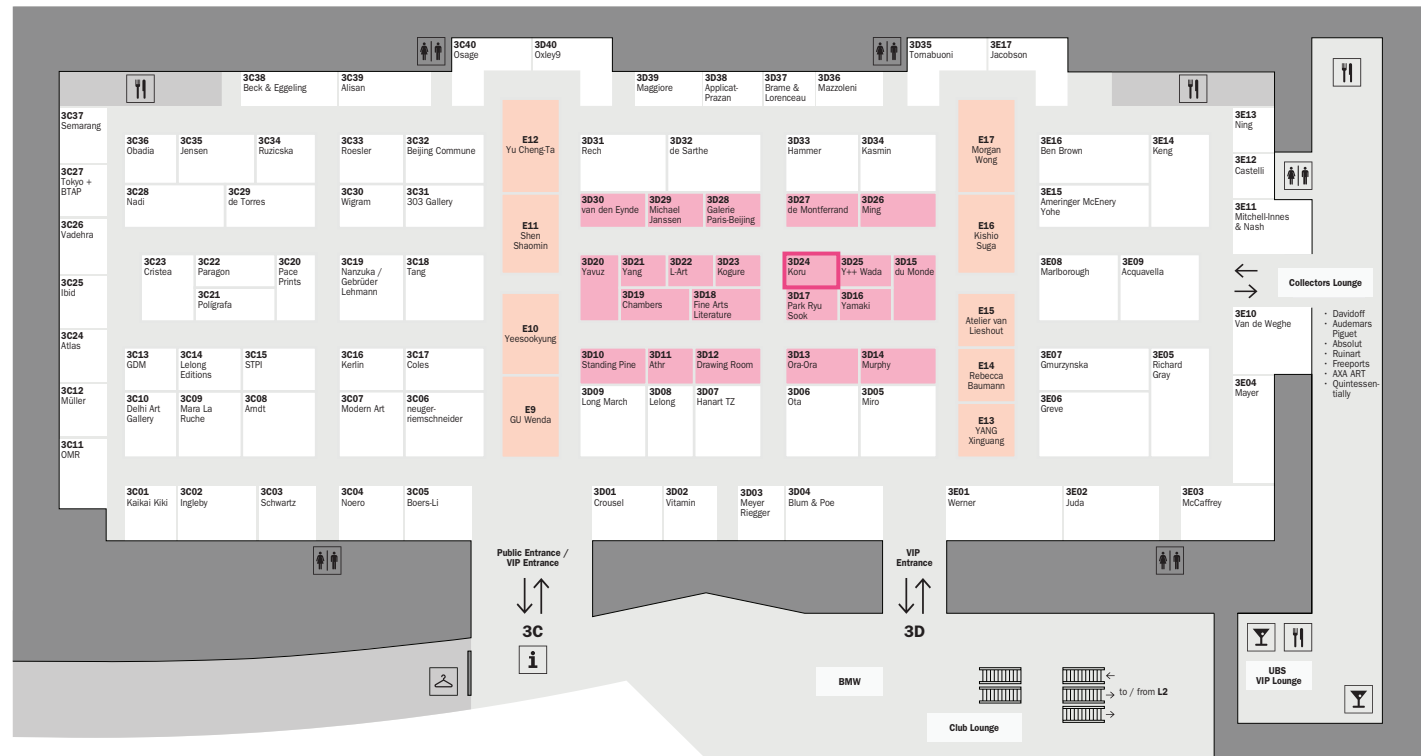 3C40
Osage
3D40
Oxley9
3D35
Tornabuoni
3E17
Jacobson
3C38
Beck & Eggeling
3C39
Alisan
3D39
Maggiore
3D38
Applicat-
Prazan
3D37
Brame &
Lorenceau
3D36
Mazzoleni
3C37
Semarang
3C27
Tokyo +
BTAP
3C26
Vadehra
3C25
Ibid
3C24
Atlas
3C12
Müller
3C11
OMR
3C36
Obadia
3C35
Jensen
3C34
Ruzicska
3C33
Roesler
3C32
Beijing Commune
3C28
Nadi
3C29
de Torres
3C30
Wigram
3C31
303 Gallery
3C23
Cristea
3C22
Paragon
3C21
Polígrafa
3C20
Pace
Prints
3C19
Nanzuka /
Gebrüder
Lehmann
3C18
Tang
3C13
GDM
3C14
Lelong
Editions
3C15
STPI
3C16
Kerlin
3C17
Coles
3C10
Delhi Art
Gallery
3C09
Mara La
Ruche
3C08
Arndt
3C07
Modern Art
3C06
neuger-
riemschneider
3C01
Kaikai Kiki
3C02
Ingleby
3C03
Schwartz
3C04
Noero
3C05
Boers-Li
E12
Yu Cheng-Ta
E11
Shen
Shaomin
E10
Yeesookyung
E9
GU Wenda
3D31
Rech
3D32
de Sarthe
3D33
Hammer
3D34
Kasmin
3D30
van den Eynde
3D29
Michael
Janssen
3D28
Galerie
Paris-Beijing
3D27
de Montferrand
3D26
Ming
3D20
Yavuz
3D21
Yang
3D22
L-Art
3D23
Kogure
3D19
Chambers
3D18
Fine Arts
Literature
3D24
Koru
3D25
Y++ Wada
3D15
du Monde
3D17
Park Ryu
Sook
3D16
Yamaki
3D10
Standing Pine
3D11
Athr
3D12
Drawing Room
3D13
Ora-Ora
3D14
Murphy
3D09
Long March
3D08
Lelong
3D07
Hanart TZ
3D06
Ota
3D05
Miro
3D01
Crousel
3D02
Vitamin
3D03
Meyer
Riegger
3D04
Blum & Poe
E17
Morgan
Wong
E16
Kishio
Suga
E15
Atelier van
Lieshout
E14
Rebecca
Baumann
E13
YANG
Xinguang
3E16
Ben Brown
3E14
Keng
3E15
Ameringer McEnery
Yohe
3E08
Marlborough
3E09
Acquavella
3E07
Gmurzynska
3E05
Richard
Gray
3E06
Greve
3E01
Werner
3E02
Juda
3E03
McCaffrey
3E13
Ning
3E12
Castelli
3E11
Mitchell-Innes
& Nash
3E10
Van de Weghe
3E04
Mayer
Collectors Lounge
· Davidoff
· Audemars
Piguet
· Absolut
· Ruinart
· Freeports
· AXA ART
· Quintessen-
tially
Public Entrance /
VIP Entrance
3C
i
VIP
Entrance
3D
BMW
Club Lounge
to / from L2
UBS
VIP Lounge